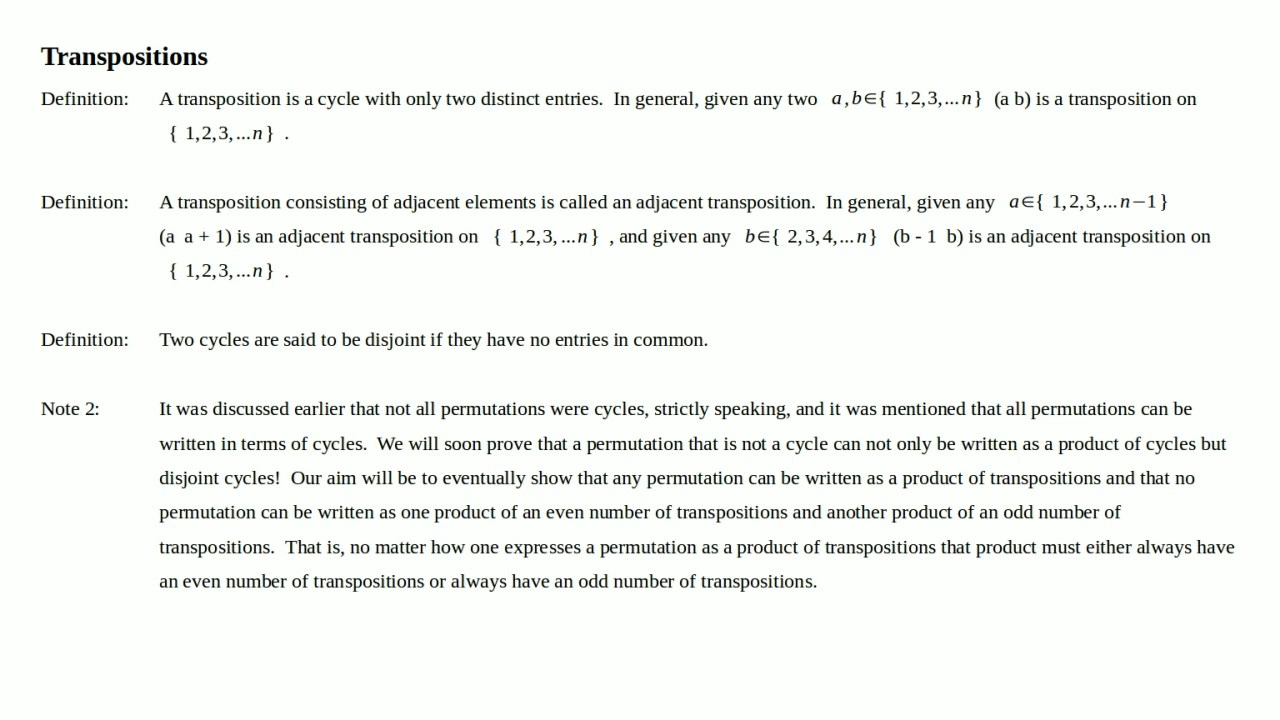 Transpositions
Definition: A transposition is a cycle with only two distinct entries. In general, given any two a,b∈{ 1,2,3,...n} (a b) is a transposition on
{ 1,2,3,...n} .
Definition: A transposition consisting of adjacent elements is called an adjacent transposition. In general, given any a∈{ 1,2,3,...n−1}
(a a + 1) is an adjacent transposition on { 1,2,3,...n} , and given any b∈{ 2,3,4,...n} (b - 1 b) is an adjacent transposition on
{ 1,2,3,...n} .
Definition: Two cycles are said to be disjoint if they have no entries in common.
Note 2: It was discussed earlier that not all permutations were cycles, strictly speaking, and it was mentioned that all permutations can be
written in terms of cycles. We will soon prove that a permutation that is not a cycle can not only be written as a product of cycles but
disjoint cycles! Our aim will be to eventually show that any permutation can be written as a product of transpositions and that no
permutation can be written as one product of an even number of transpositions and another product of an odd number of
transpositions. That is, no matter how one expresses a permutation as a product of transpositions that product must either always have
an even number of transpositions or always have an odd number of transpositions.